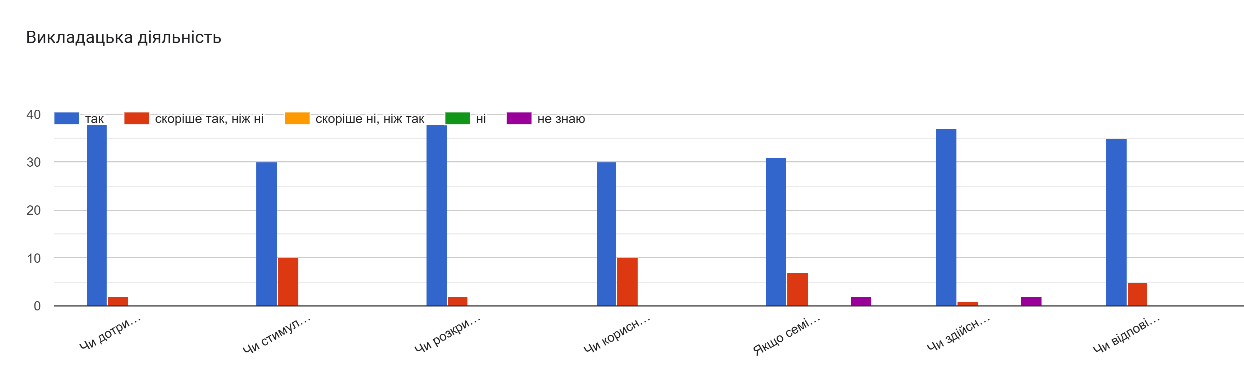 Викладацька діяльність
40
так
скоріше так, ніж ні
скоріше ні, ніж так
ні
не знаю
30
20
10
0
Чи дотри...
Чи стимул...
Чи розкри...
Чи корисн...
Якщо семі...
Чи здійсн...
Чи відпові...